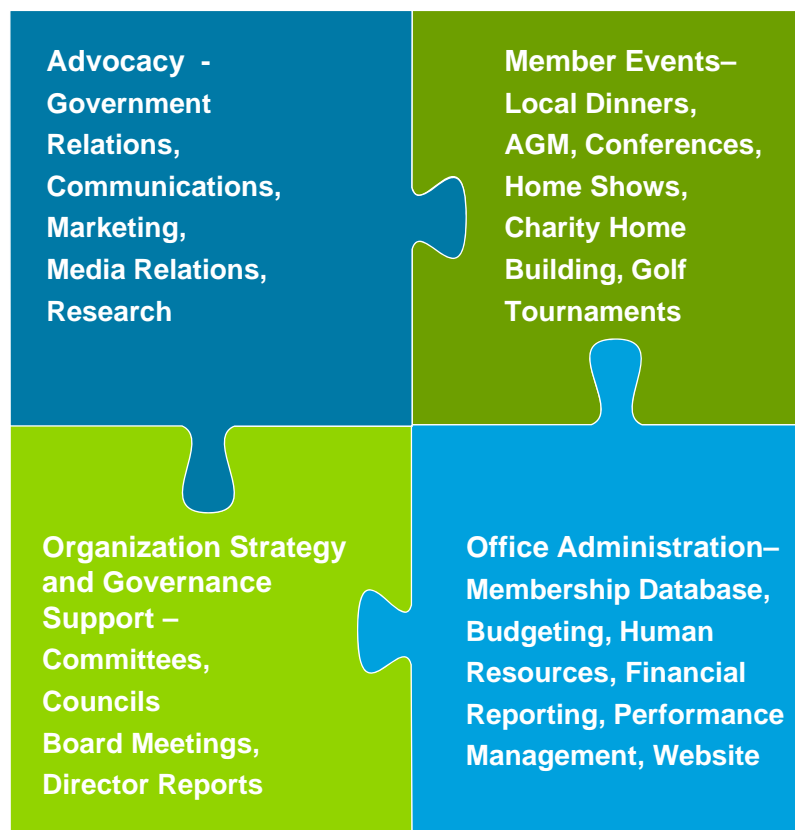 Advocacy  -
Government
Relations,
Communications,
Marketing,
Media Relations,
Research
Member Events–
Local Dinners,
AGM, Conferences,
Home Shows,
Charity Home
Building, Golf
Tournaments
Organization Strategy
and Governance
Support –
Committees,
Councils
Board Meetings,
Director Reports
Office Administration–
Membership Database,
Budgeting, Human
Resources, Financial
Reporting, Performance
Management, Website